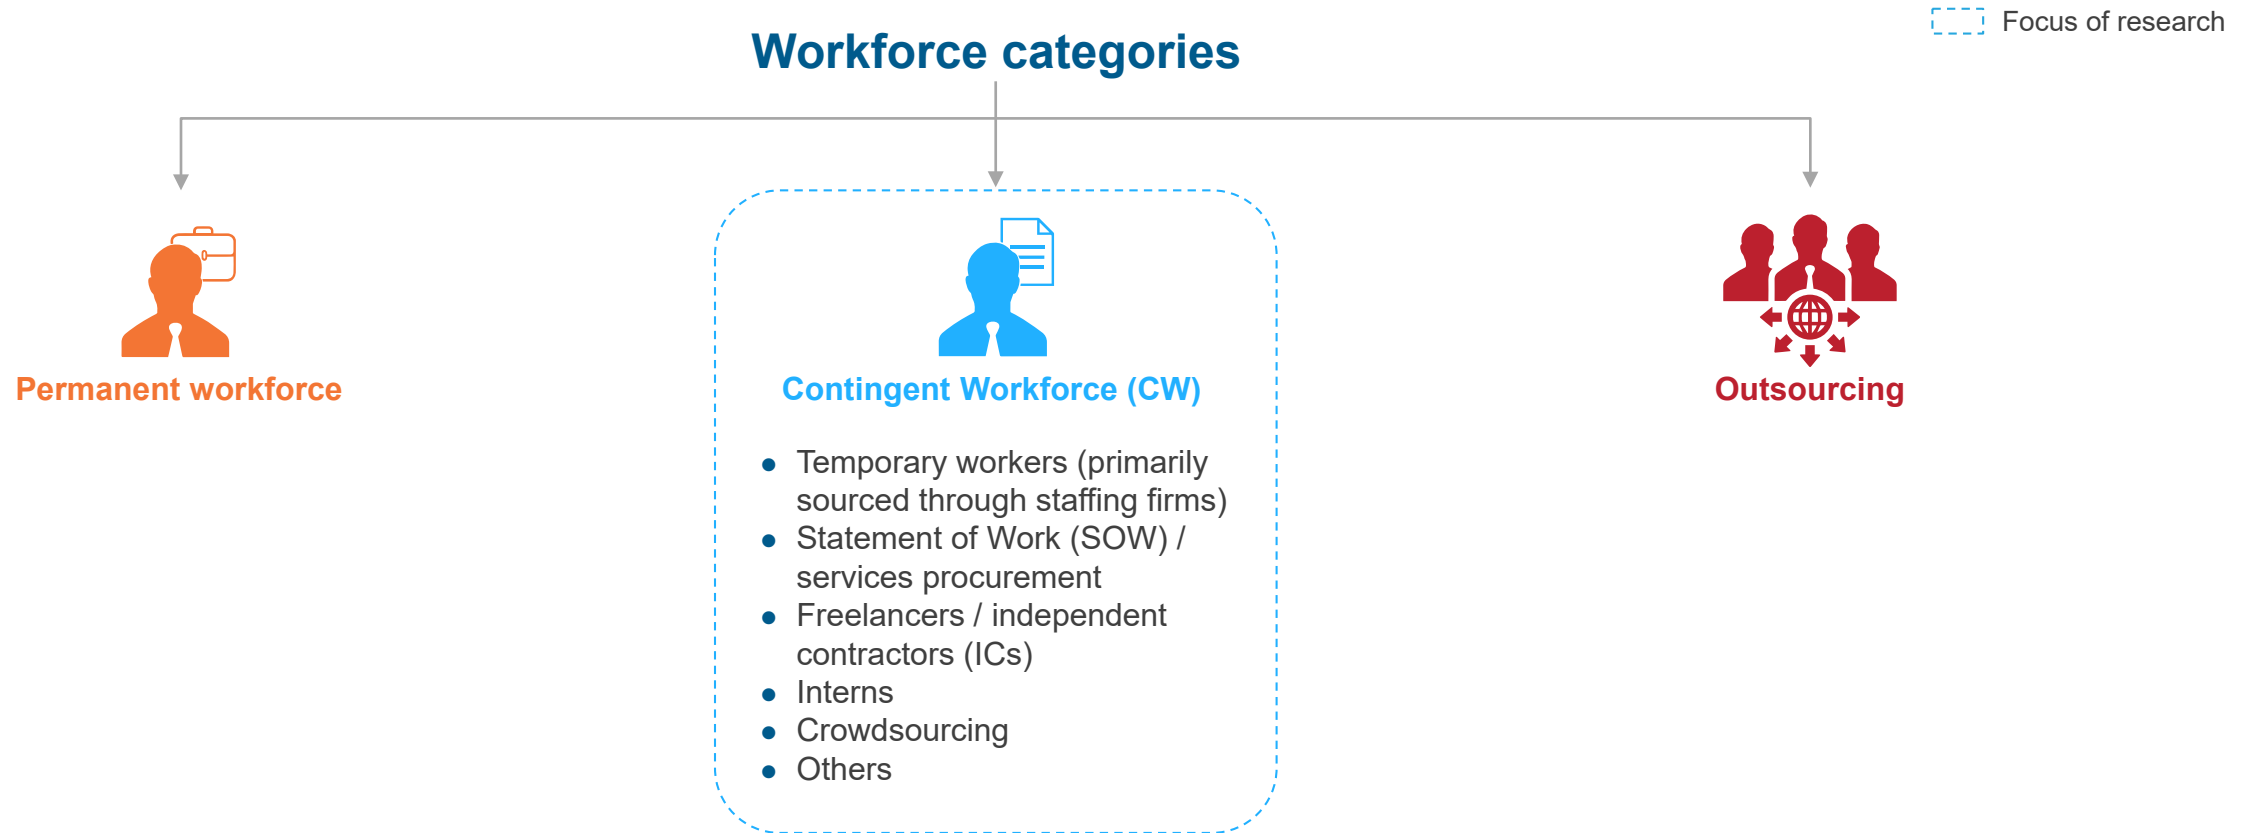 Focus of research
Workforce categories
Permanent workforce
Contingent Workforce (CW)
Outsourcing
● Temporary workers (primarily
sourced through staffing firms)
● Statement of Work (SOW) /
services procurement
● Freelancers / independent
contractors (ICs)
● Interns
● Crowdsourcing
● Others